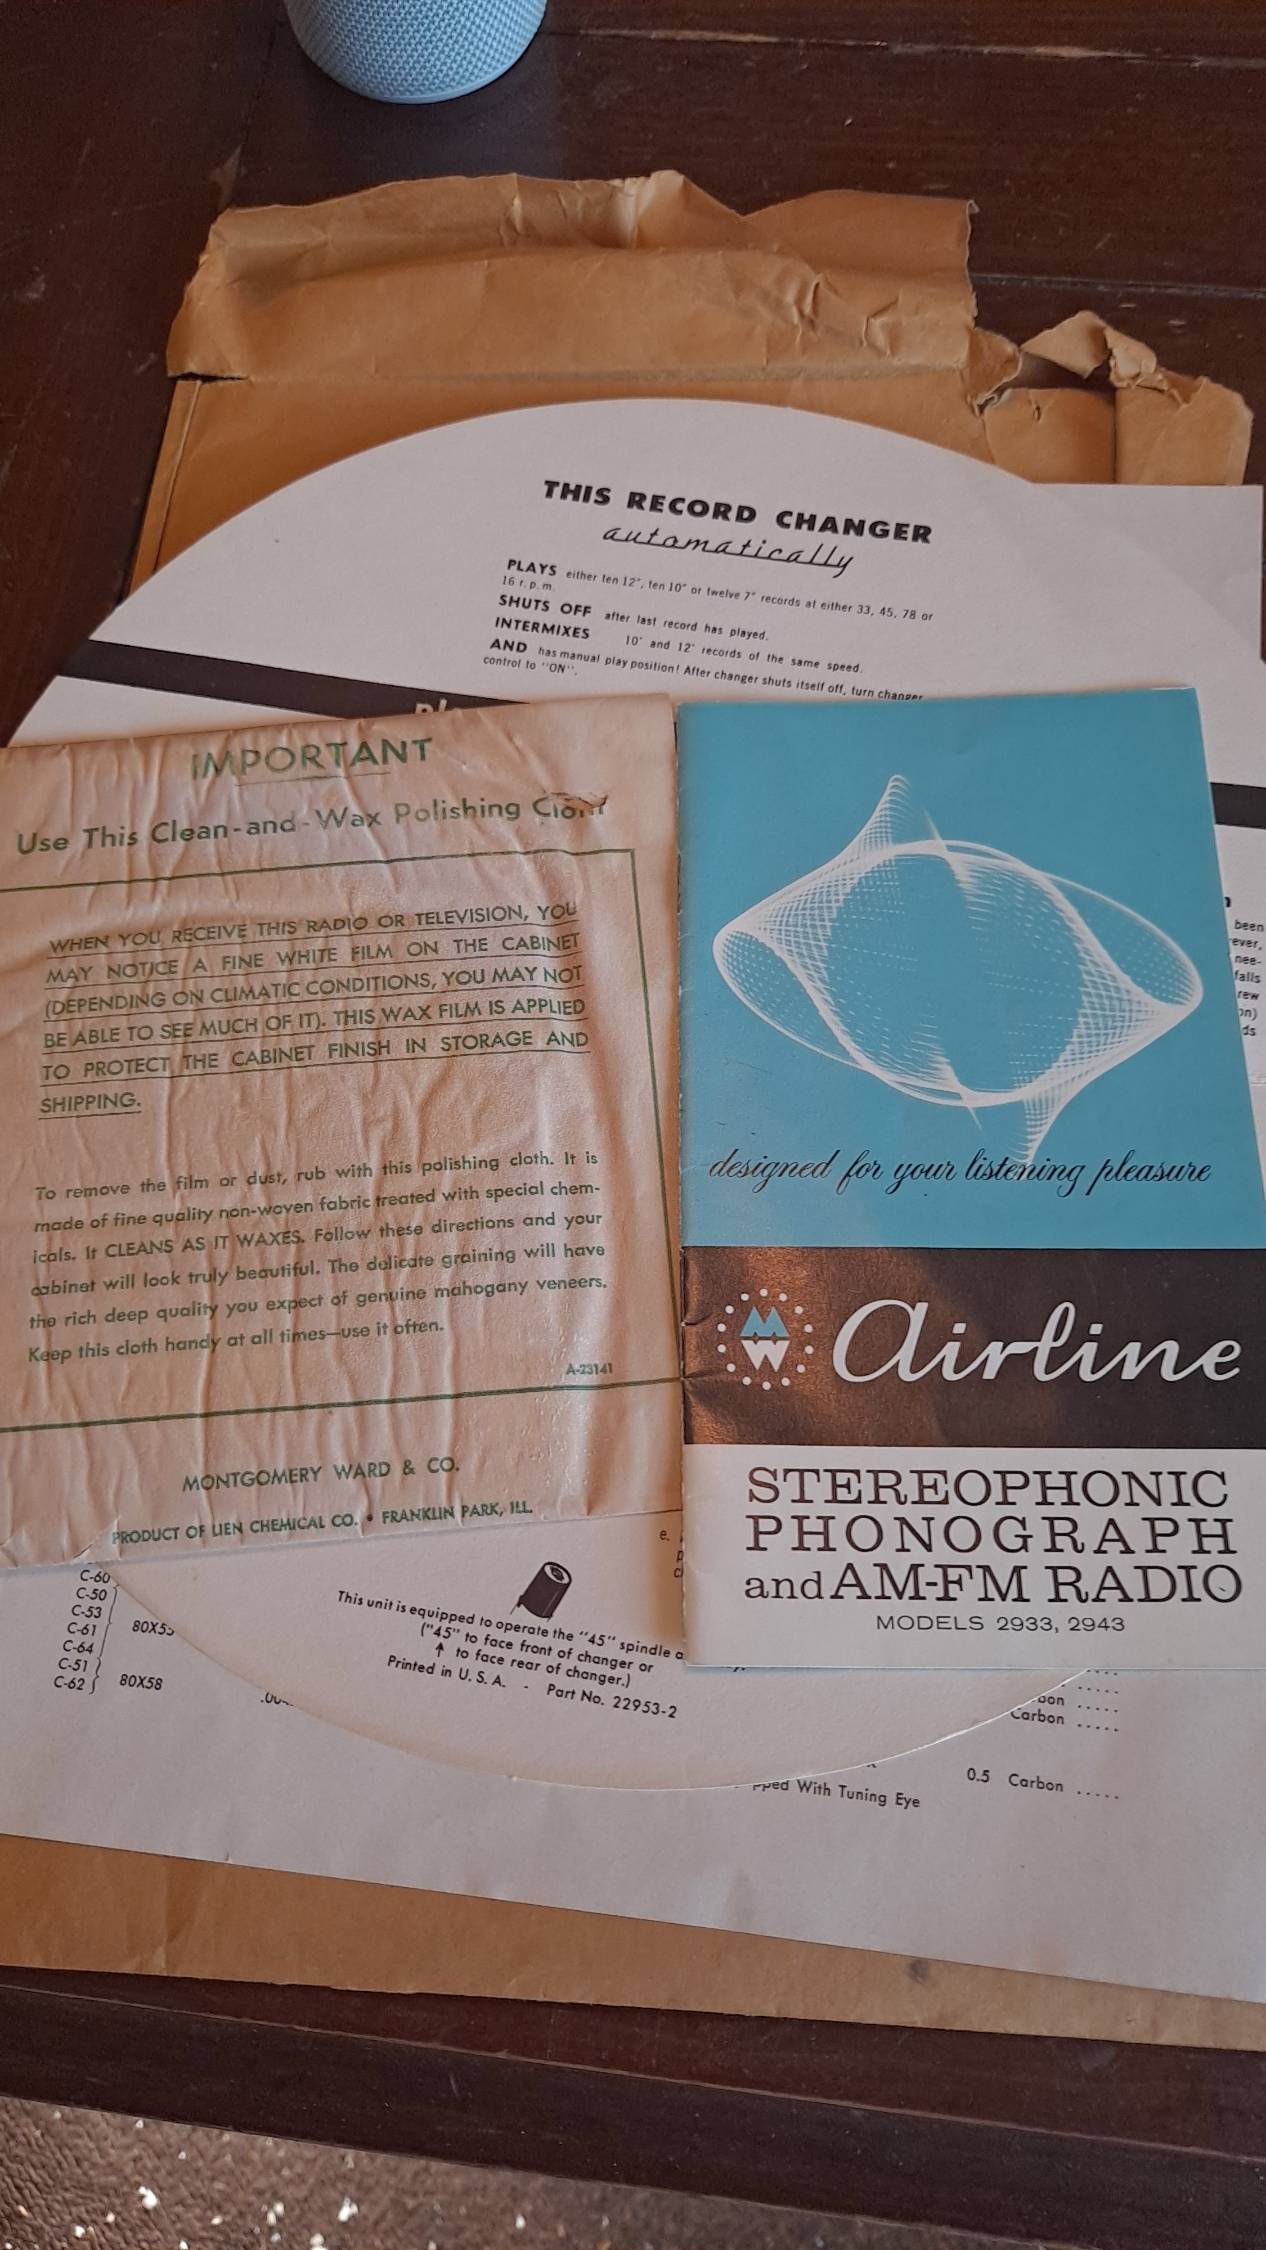 THIS RECORD CHANGER
automatically
PLAYS either ten 12", ten 10" or twelve 7" records at either 33, 45, 78 or
16 r.p.m.
SHUTS OFF after last record has played.
INTERMIXES 10" and 12" records of the same speed.
AND has manual play position! After changer shuts itself off, turn changer
control to "ON".
IMPORTANT
Use This Clean-and-Wax Polishing Cloth
WHEN YOU RECEIVE THIS RADIO OR TELEVISION, YOU
MAY NOTICE A FINE WHITE FILM ON THE CABINET
(DEPENDING ON CLIMATIC CONDITIONS, YOU MAY NOT
BE ABLE TO SEE MUCH OF IT). THIS WAX FILM IS APPLIED
TO PROTECT THE CABINET FINISH IN STORAGE AND
SHIPPING.
To remove the film or dust, rub with this polishing cloth. It is
made of fine quality non-woven fabric treated with special chem-
icals. It CLEANS AS IT WAXES. Follow these directions and your
cabinet will look truly beautiful. The delicate graining will have
the rich deep quality you expect of genuine mahogany veneers.
Keep this cloth handy at all times—use it often.
A-23141
MONTGOMERY WARD & CO.
PRODUCT OF LIEN CHEMICAL CO. • FRANKLIN PARK, ILL.
designed for your listening pleasure
MW Airline
STEREOPHONIC
PHONOGRAPH
and AM-FM RADIO
MODELS 2933, 2943
been
ever,
nee-
falls
rew
on)
ds
e.
C-60
C-50
C-53
C-61 80X53
C-64
C-51
C-62 80X58
This unit is equipped to operate the "45" spindle
("45" to face front of changer or
↑ to face rear of changer.)
Printed in U.S.A. - Part No. 22953-2
bon .....
Carbon .....
0.5 Carbon .....
With Tuning Eye